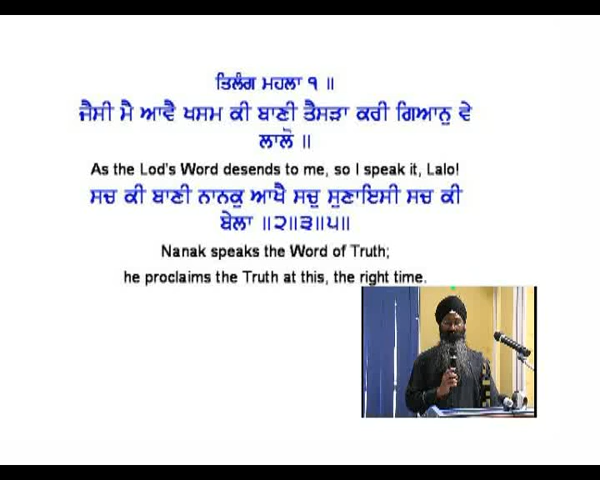 ਤਿਲੰਗ ਮਹਲਾ ੧ ॥
ਜੈਸੀ ਮੈ ਆਵੈ ਖਸਮ ਕੀ ਬਾਣੀ ਤੈਸੜਾ ਕਰੀ ਗਿਆਨੁ ਵੇ
ਲਾਲੋ ॥
As the Lod's Word desends to me, so I speak it, Lalo!
ਸਚ ਕੀ ਬਾਣੀ ਨਾਨਕੁ ਆਖੈ ਸਚੁ ਸੁਣਾਇਸੀ ਸਚ ਕੀ
ਬੇਲਾ ॥੨॥੩॥੫॥
Nanak speaks the Word of Truth;
he proclaims the Truth at this, the right time.